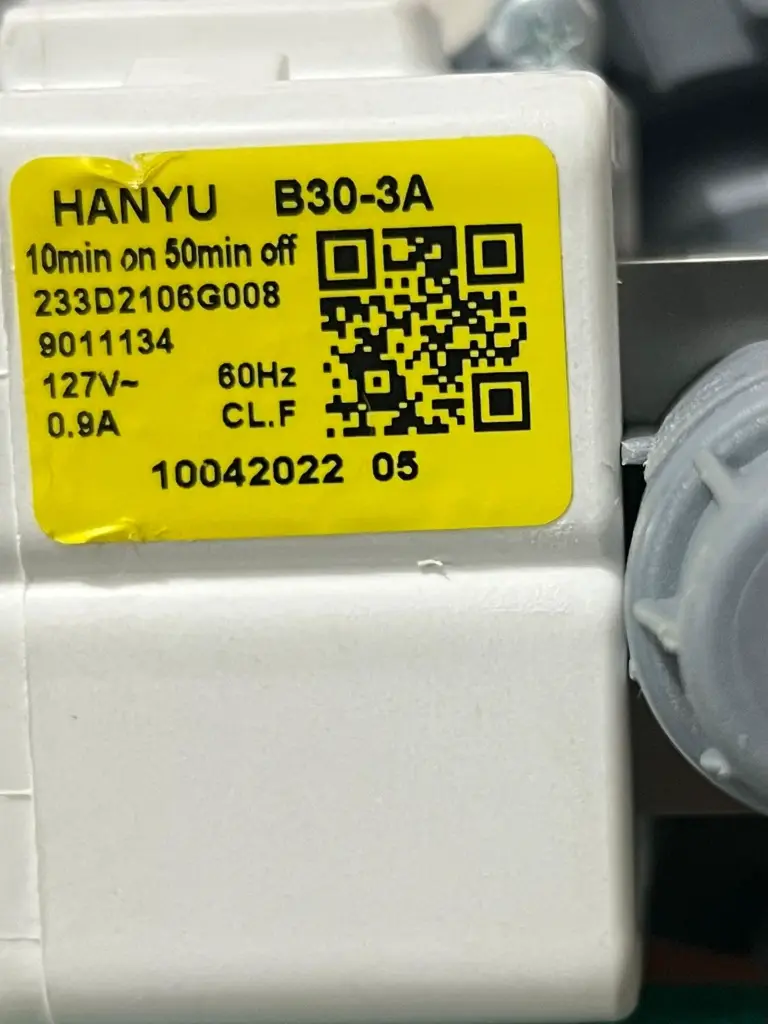 HANYU B30-3A
10min on 50min off
233D2106G008
9011134
127V~ 60Hz
0.9A CL.F
10042022 05